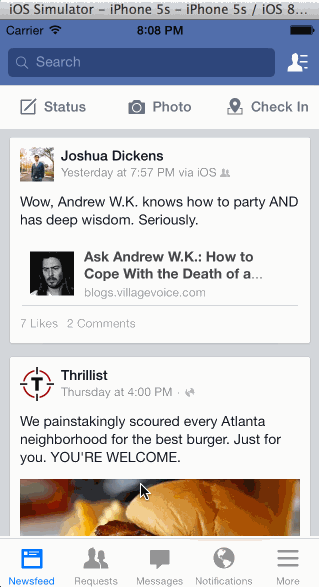 iOS Simulator - iPhone 5s - iPhone 5s / iOS 8...
Carrier 8:08 PM
Search
Status Photo Check In
Joshua Dickens
Yesterday at 7:57 PM via iOS
Wow, Andrew W.K. knows how to party AND
has deep wisdom. Seriously.
Ask Andrew W.K.: How to
Cope With the Death of a...
blogs.villagevoice.com
7 Likes 2 Comments
T
Thrillist
Thursday at 4:00 PM ·
We painstakingly scoured every Atlanta
neighborhood for the best burger. Just for
you. YOU'RE WELCOME.
Newsfeed Requests Messages Notifications More